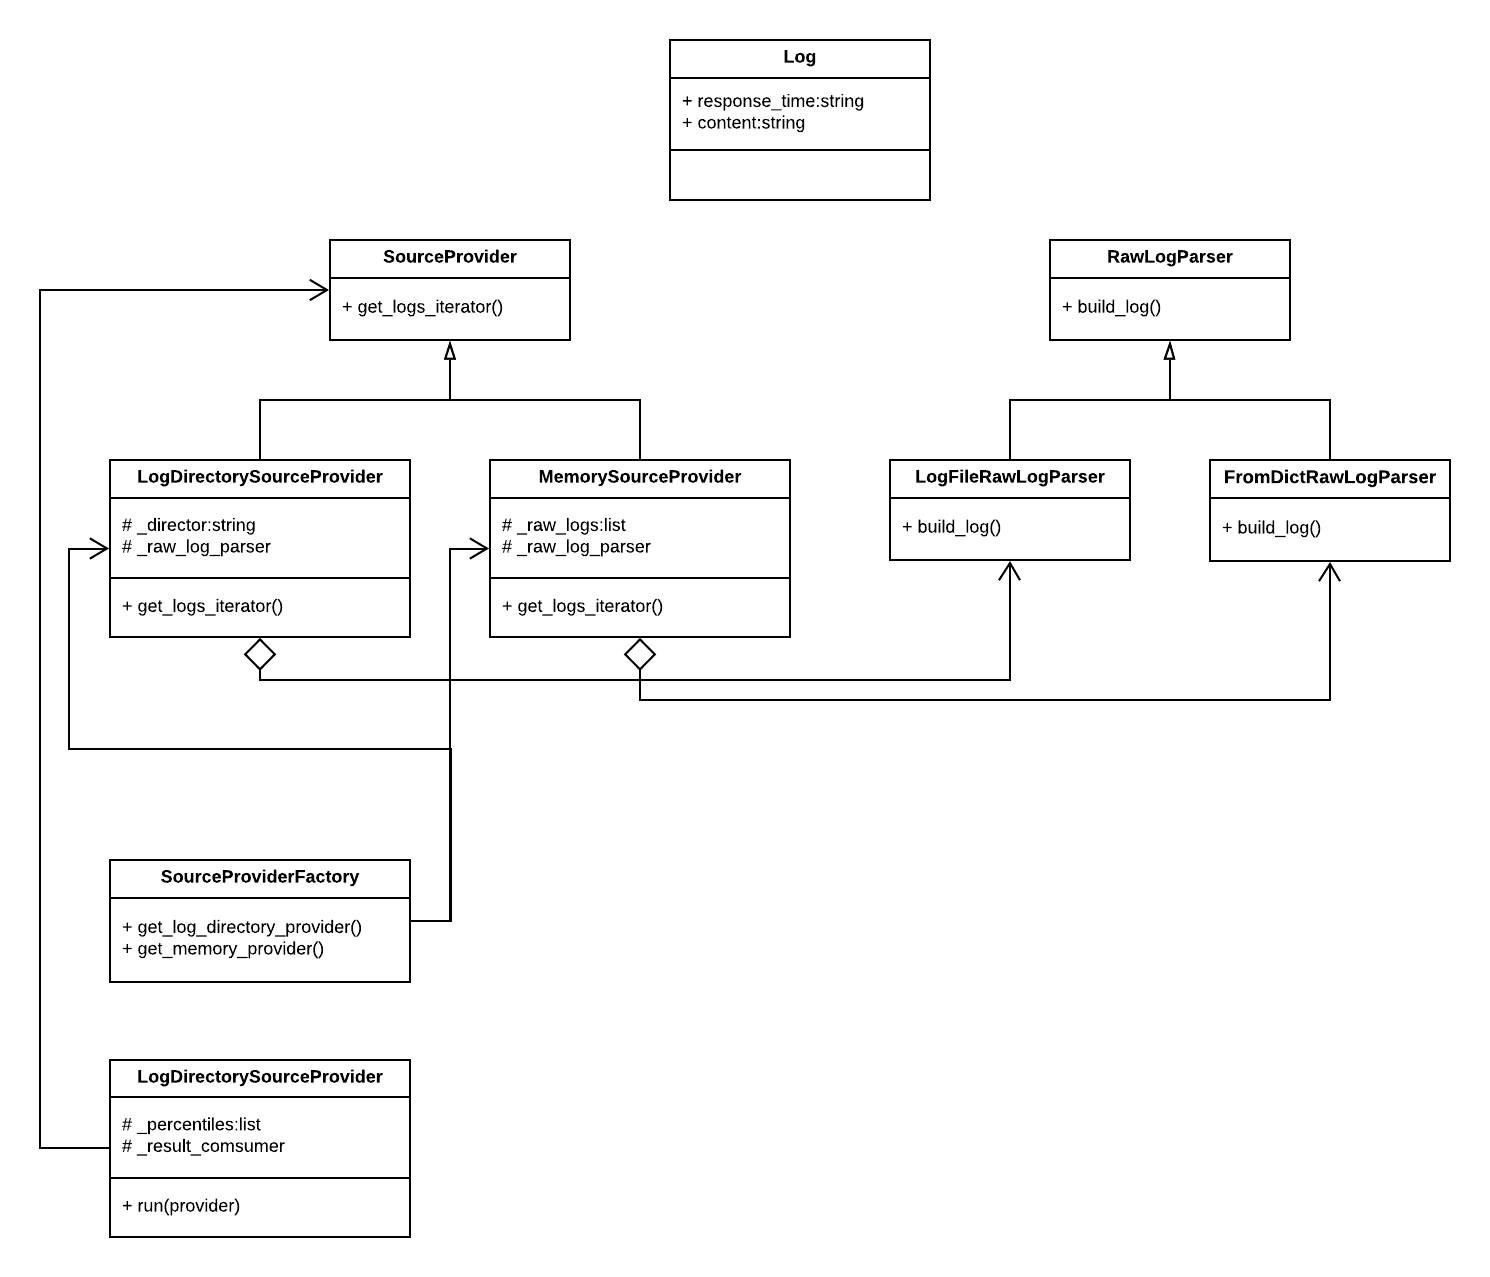 Log
+ response_time:string
+ content:string
SourceProvider
+ get_logs_iterator()
RawLogParser
+ build_log()
LogDirectorySourceProvider
# _director:string
# _raw_log_parser
+ get_logs_iterator()
MemorySourceProvider
# _raw_logs:list
# _raw_log_parser
+ get_logs_iterator()
LogFileRawLogParser
+ build_log()
FromDictRawLogParser
+ build_log()
SourceProviderFactory
+ get_log_directory_provider()
+ get_memory_provider()
LogDirectorySourceProvider
# _percentiles:list
# _result_comsumer
+ run(provider)